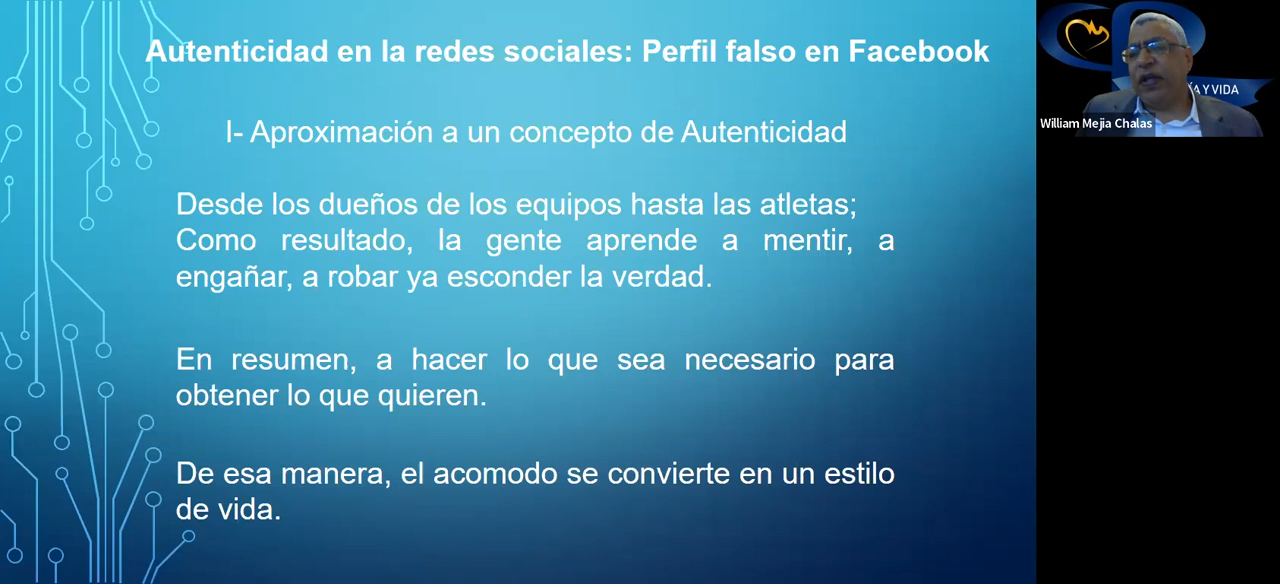 Autenticidad en la redes sociales: Perfil falso en Facebook
I- Aproximación a un concepto de Autenticidad
Desde los dueños de los equipos hasta las atletas;
Como resultado, la gente aprende a mentir, a
engañar, a robar ya esconder la verdad.
En resumen, a hacer lo que sea necesario para
obtener lo que quieren.
De esa manera, el acomodo se convierte en un estilo
de vida.
Y VIDA
William Mejia Chalas